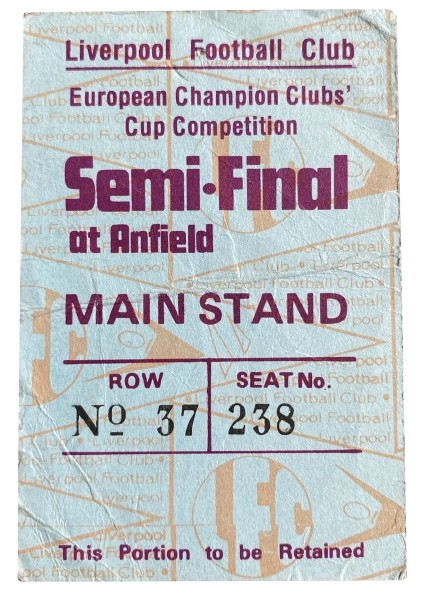 Liverpool Football Club
European Champion Clubs'
Cup Competition
Semi-Final
at Anfield
MAIN STAND
ROW SEAT No.
Nº 37 238
This Portion to be Retained